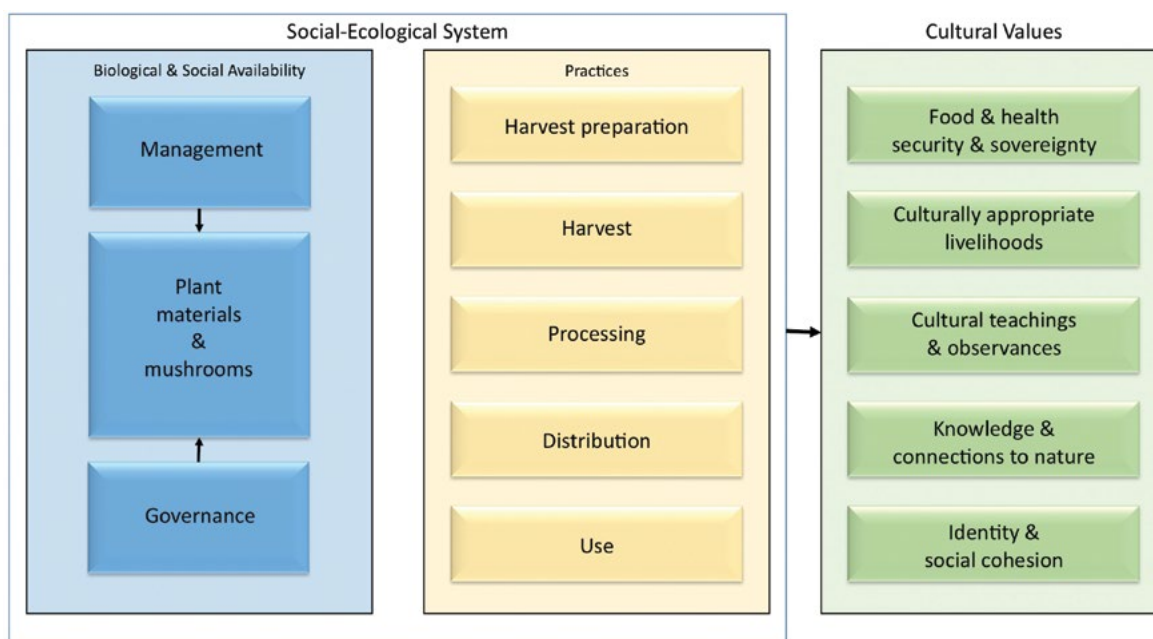 Social-Ecological System
Biological & Social Availability
Management
Plant
materials
&
mushrooms
Governance
Practices
Harvest preparation
Harvest
Processing
Distribution
Use
Cultural Values
Food & health
security & sovereignty
Culturally appropriate
livelihoods
Cultural teachings
& observances
Knowledge &
connections to nature
Identity &
social cohesion